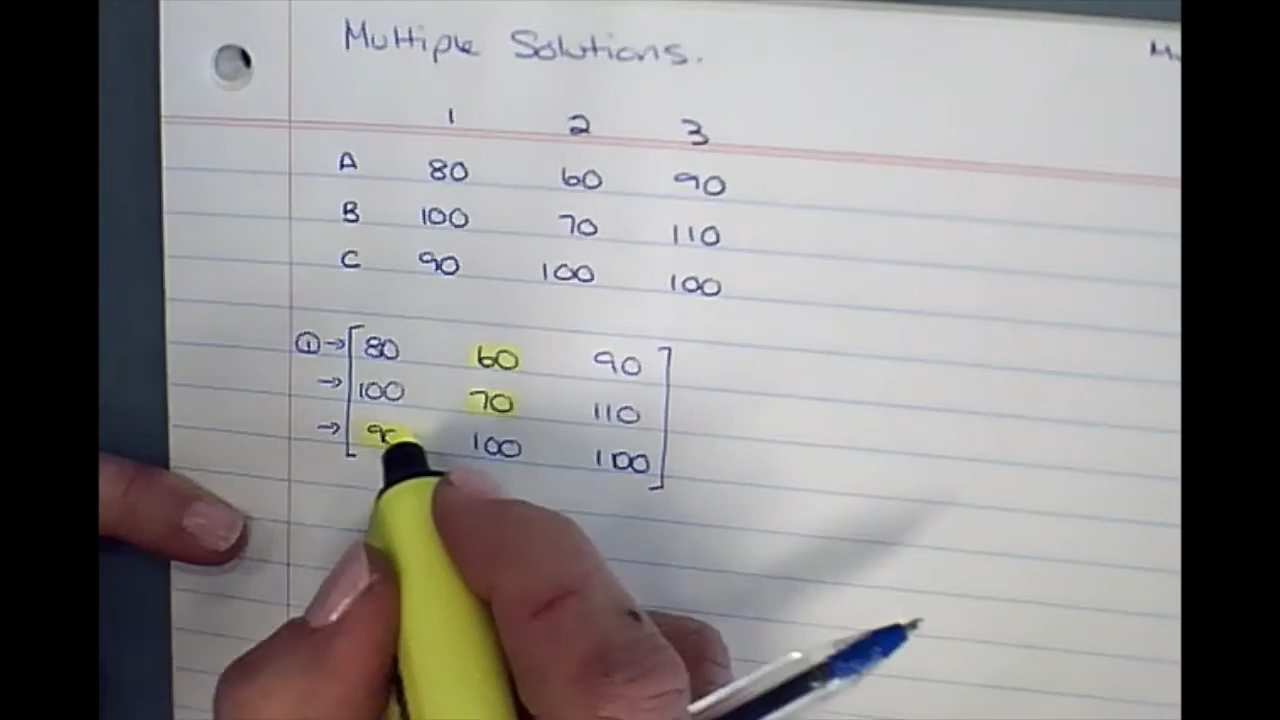 Multiple Solutions.
1 2 3
A 80 60 90
B 100 70 110
C 90 100 100
① → [ 80 60 90 ]
→ 100 70 110
→ 100 100